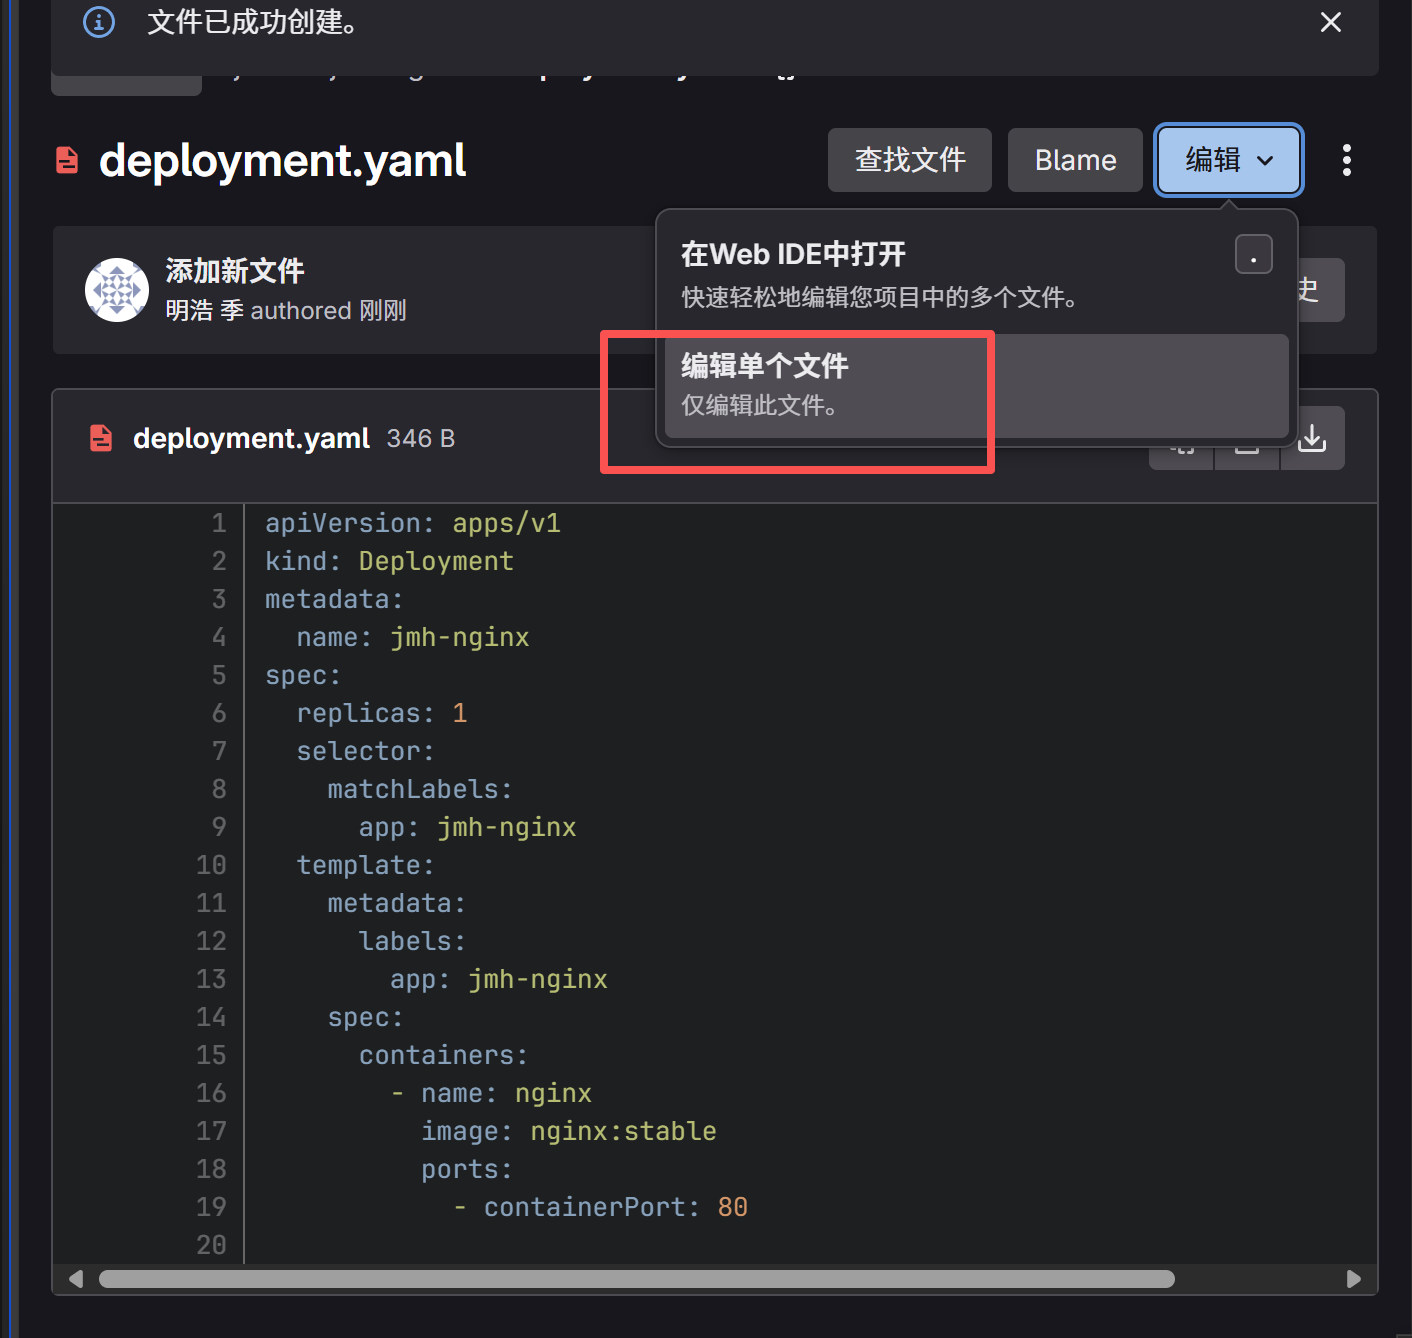 文件已成功创建。
deployment.yaml
查找文件
Blame
编辑
在Web IDE中打开
.
快速轻松地编辑您项目中的多个文件。
编辑单个文件
仅编辑此文件。
添加新文件
明浩 季 authored 刚刚
史
deployment.yaml 346 B
1 apiVersion: apps/v1
2 kind: Deployment
3 metadata:
4   name: jmh-nginx
5 spec:
6   replicas: 1
7   selector:
8     matchLabels:
9       app: jmh-nginx
10   template:
11     metadata:
12       labels:
13         app: jmh-nginx
14     spec:
15       containers:
16         - name: nginx
17           image: nginx:stable
18           ports:
19             - containerPort: 80
20